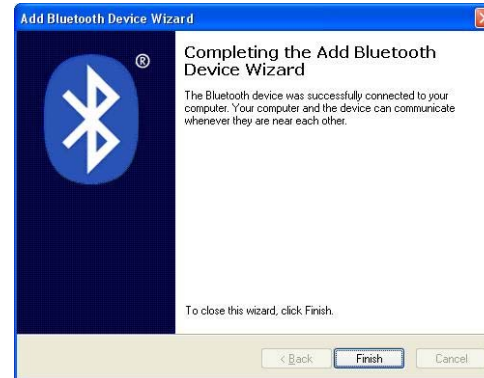 Add Bluetooth Device Wizard
®
Completing the Add Bluetooth
Device Wizard
The Bluetooth device was successfully connected to your
computer. Your computer and the device can communicate
whenever they are near each other.
To close this wizard, click Finish.
< Back Finish Cancel